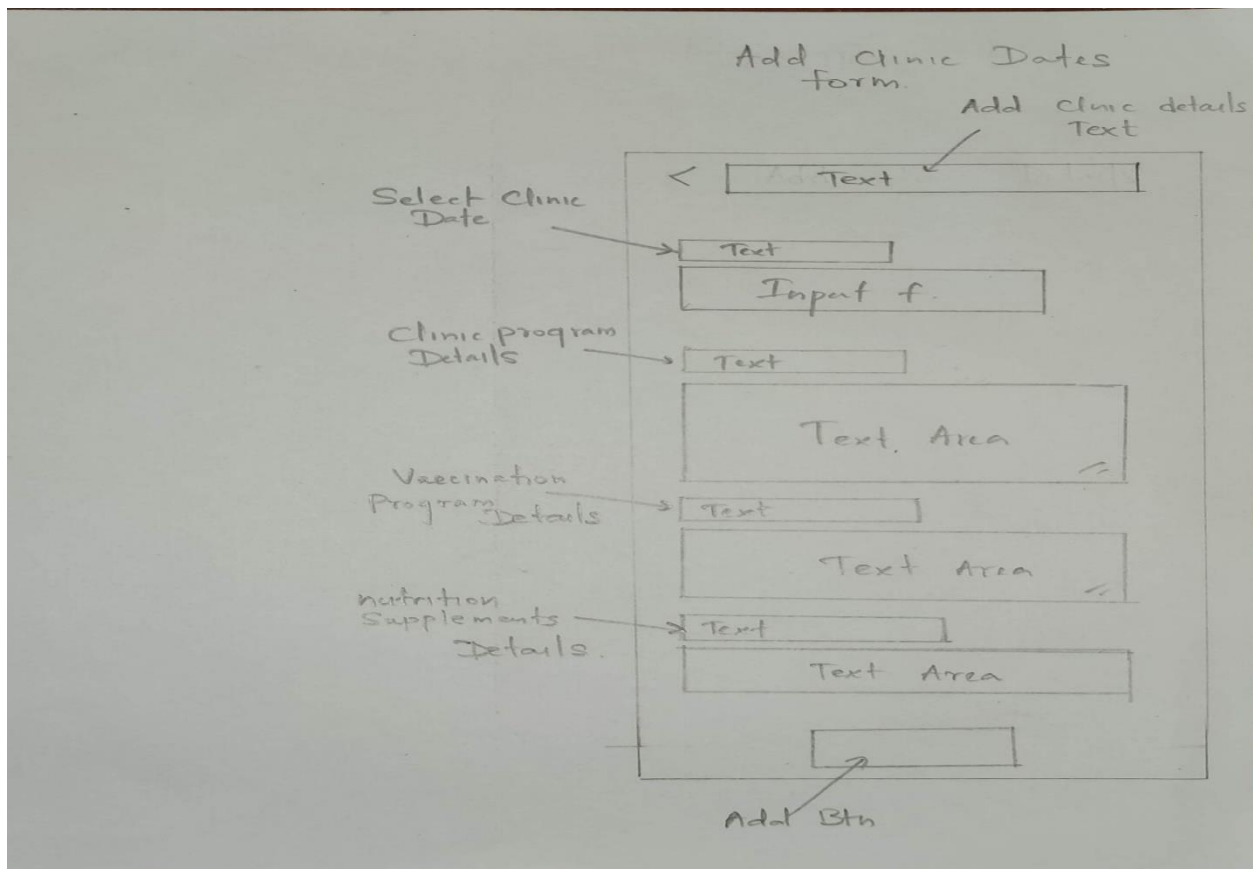 Add Clinic Dates
form.
Add Clinic details
Text
< Text
Select Clinic
Date
Text
Input f.
Clinic program
Details
Text
Text. Area
Vaccination
Program
Details
Text
Text Area
nutrition
Supplements
Details.
Text
Text Area
Add Btn